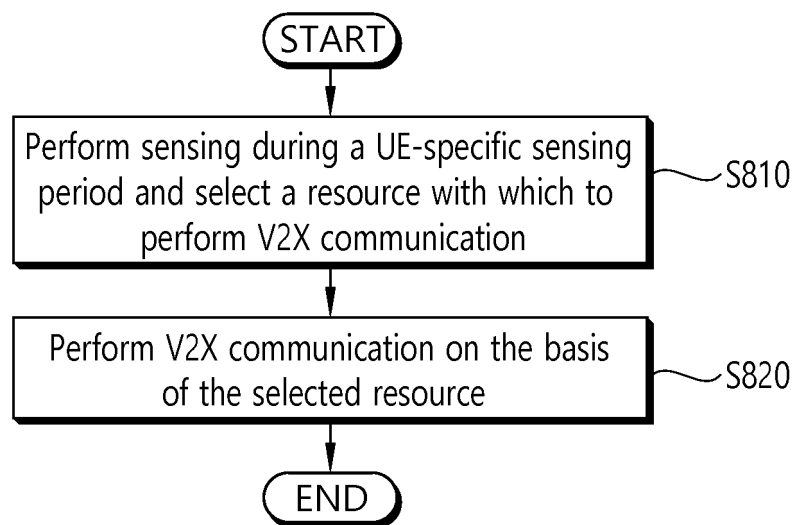 START
Perform sensing during a UE-specific sensing
period and select a resource with which to
perform V2X communication
S810
Perform V2X communication on the basis
of the selected resource
S820
END